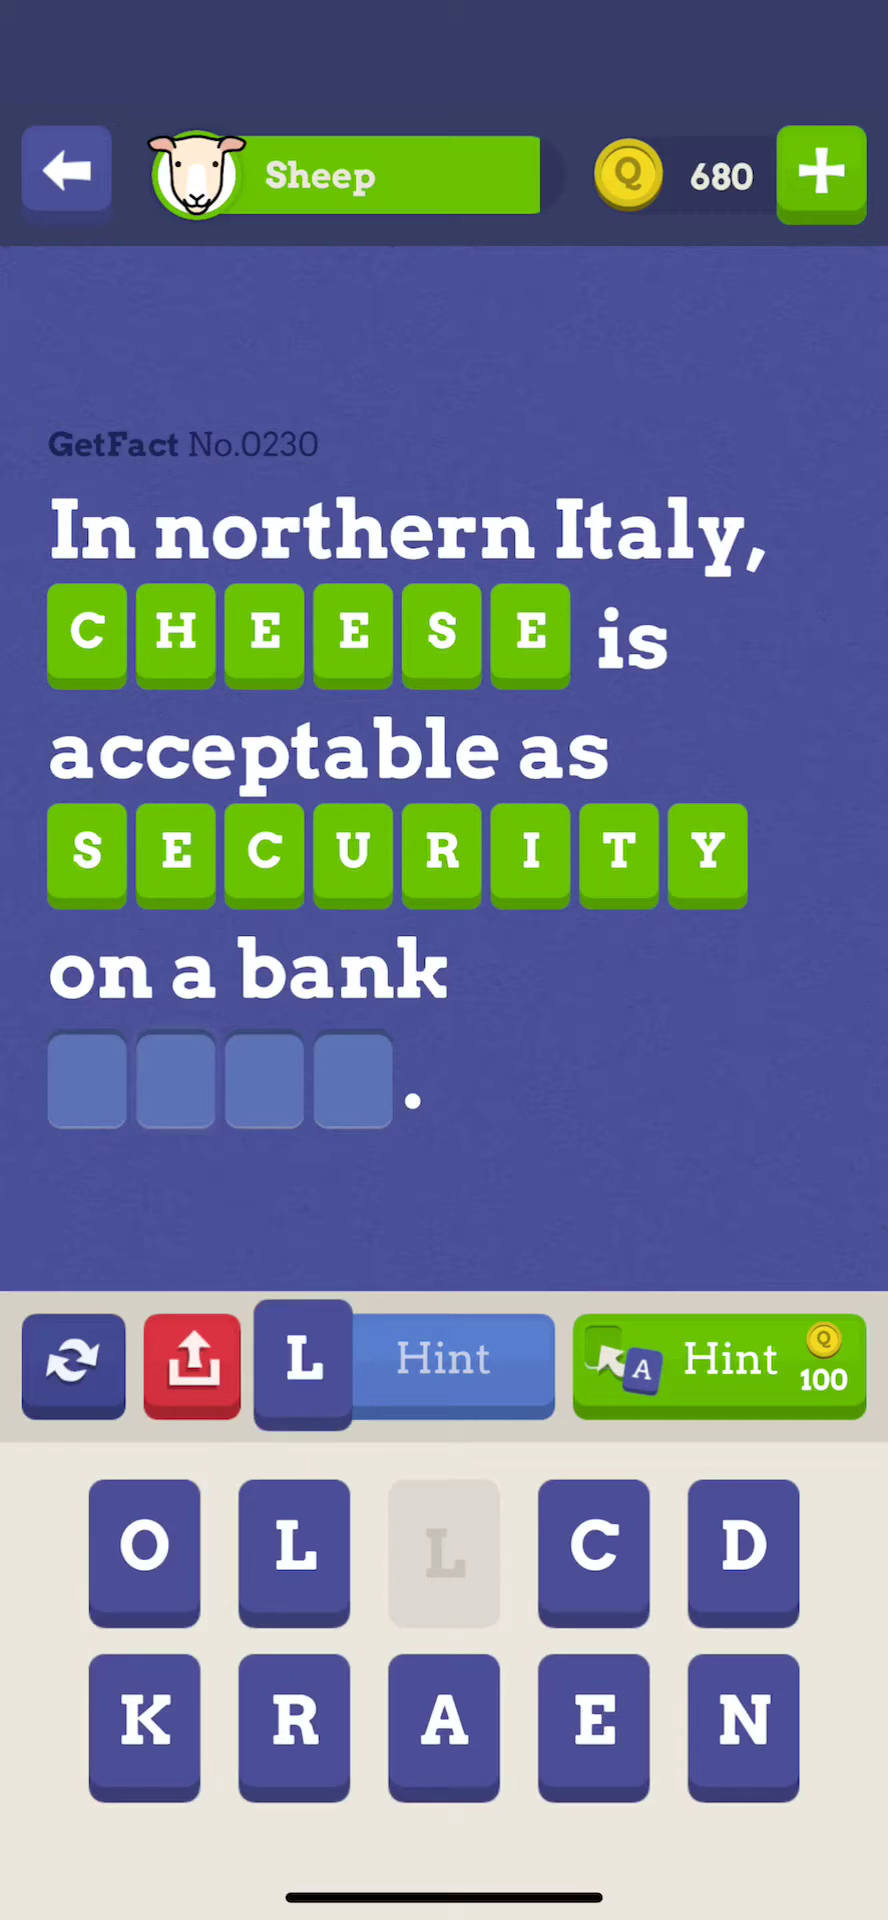 Sheep
Q 680 +
GetFact No.0230
In northern Italy,
CHEESE is
acceptable as
SECURITY
on a bank
.
L Hint A Hint Q 100
O L L C D
K R A E N